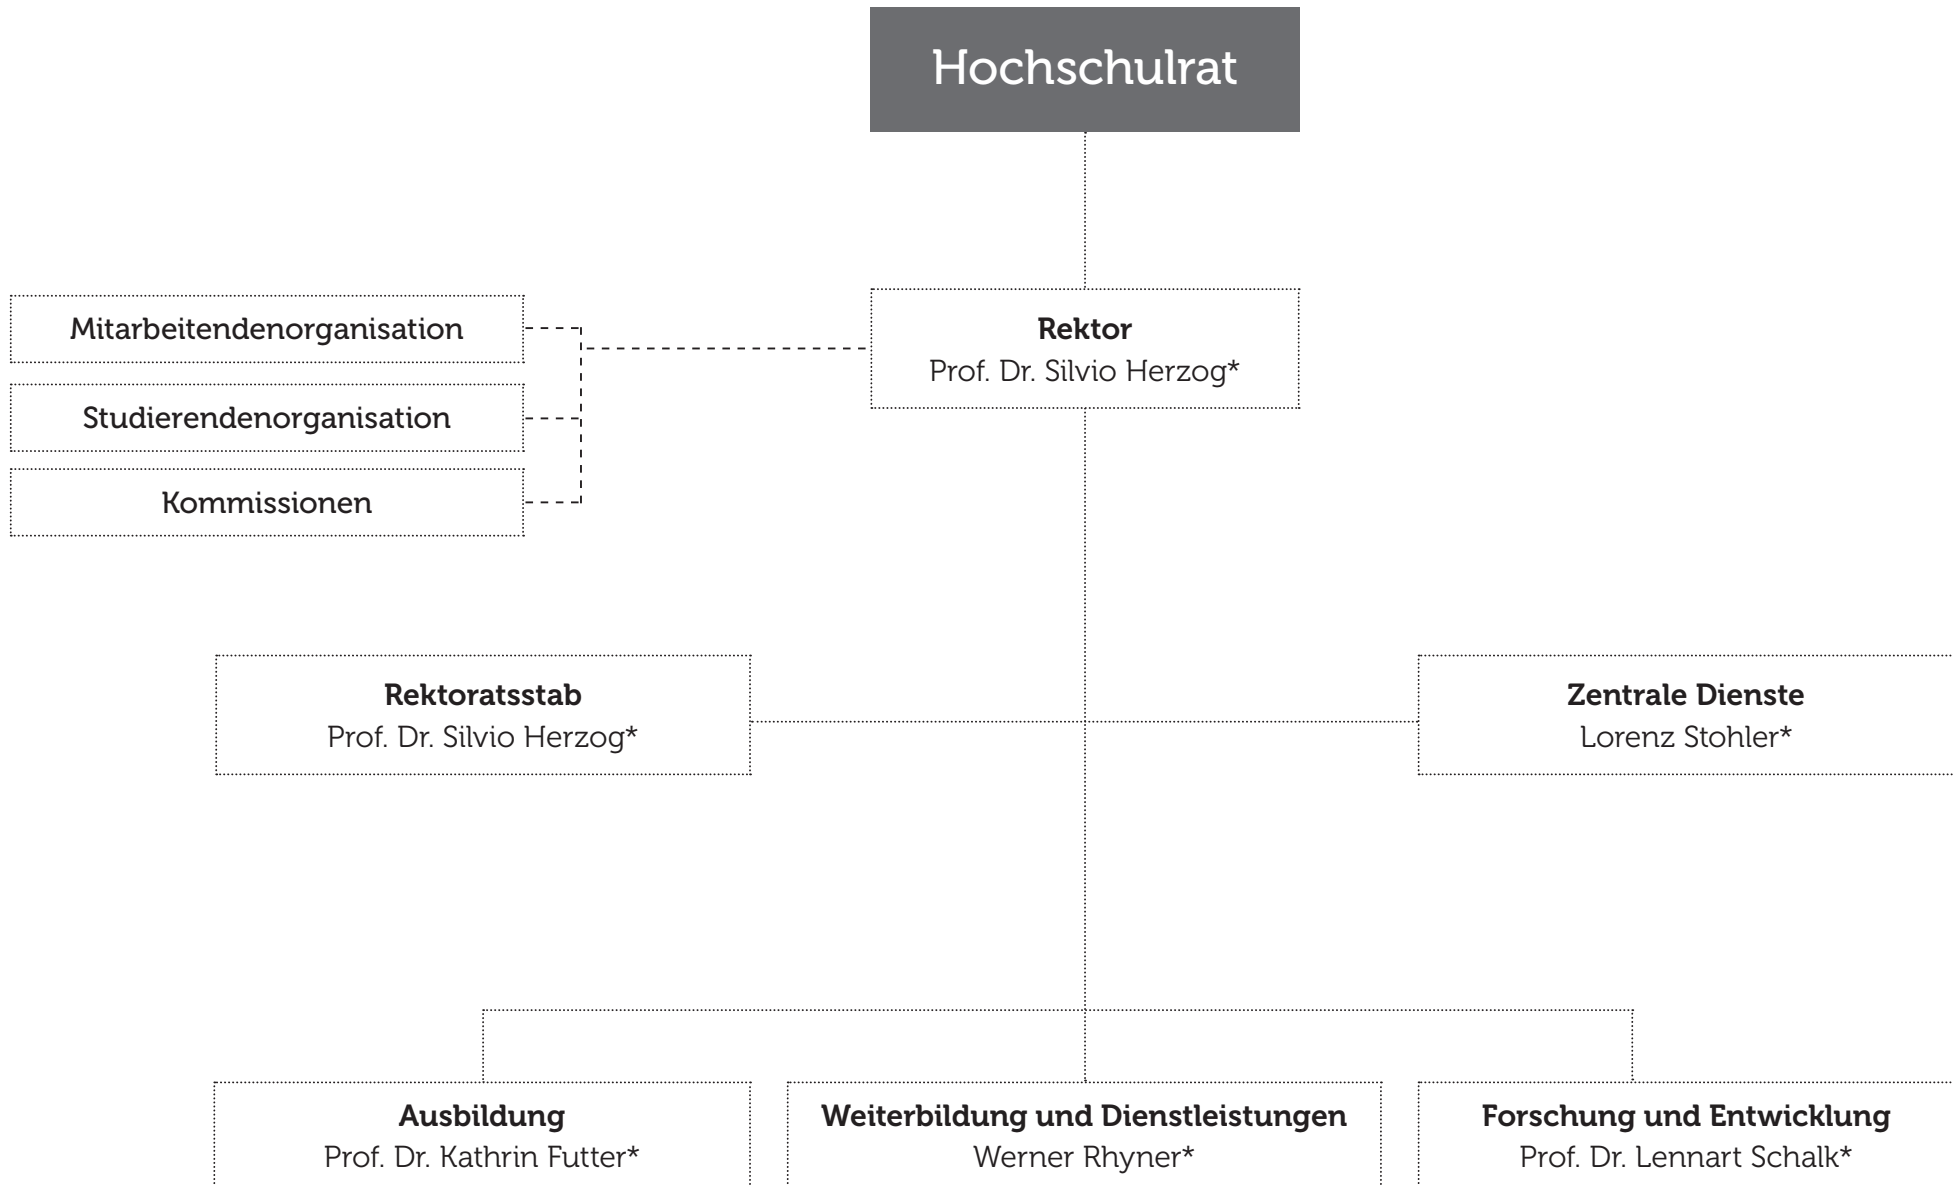 Hochschulrat
Rektor
Prof. Dr. Silvio Herzog*
Mitarbeitendenorganisation
Studierendenorganisation
Kommissionen
Rektoratsstab
Prof. Dr. Silvio Herzog*
Zentrale Dienste
Lorenz Stohler*
Ausbildung
Prof. Dr. Kathrin Futter*
Weiterbildung und Dienstleistungen
Werner Rhyner*
Forschung und Entwicklung
Prof. Dr. Lennart Schalk*